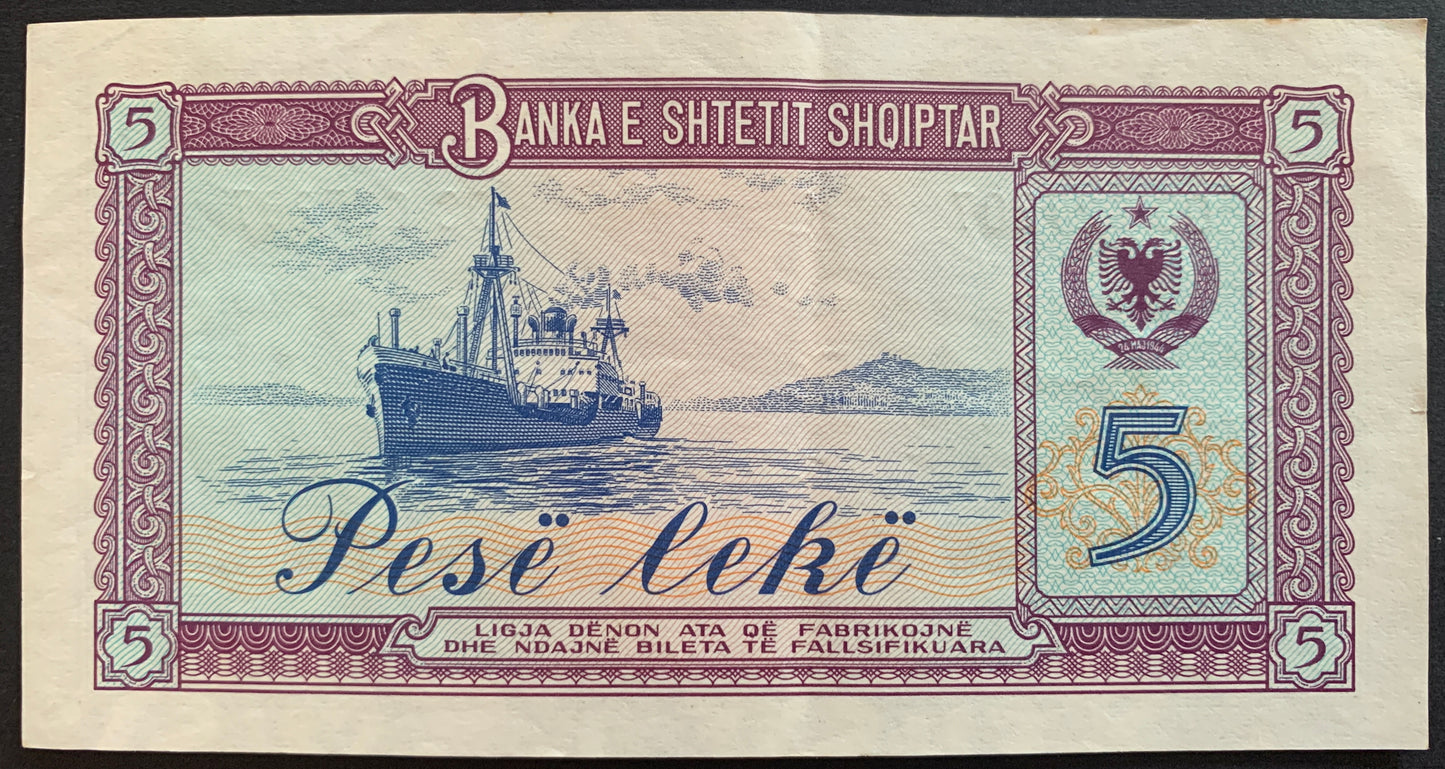 5 BANKA E SHTETIT SHQIPTAR 5
24 MAJ 1944
5
Pesë lekë
5 LIGJA DËNON ATA QË FABRIKOJNË 5
DHE NDAJNË BILETA TË FALLSIFIKUARA